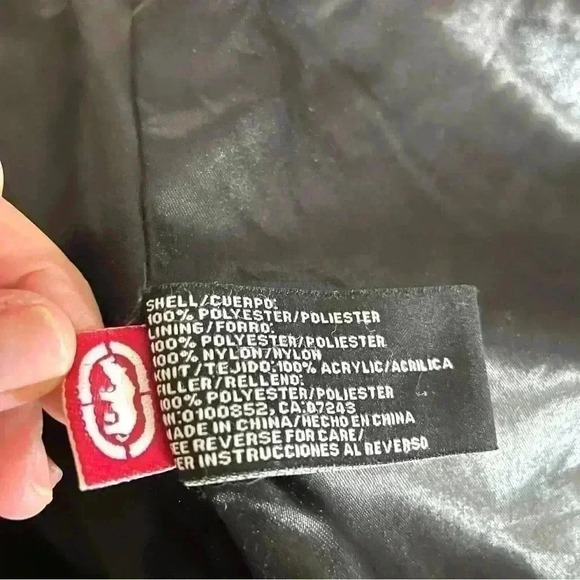 SHELL/CUERPO:
100% POLYESTER/POLIESTER
LINING/FORRO:
100% POLYESTER/POLIESTER
100% NYLON/NYLON
KNIT/TEJIDO:100% ACRYLIC/ACRILICA
FILLER/RELLENO:
100% POLYESTER/POLIESTER
RN:0100852, CA:07243
MADE IN CHINA/HECHO EN CHINA
SEE REVERSE FOR CARE/
VER INSTRUCCIONES AL REVERSO